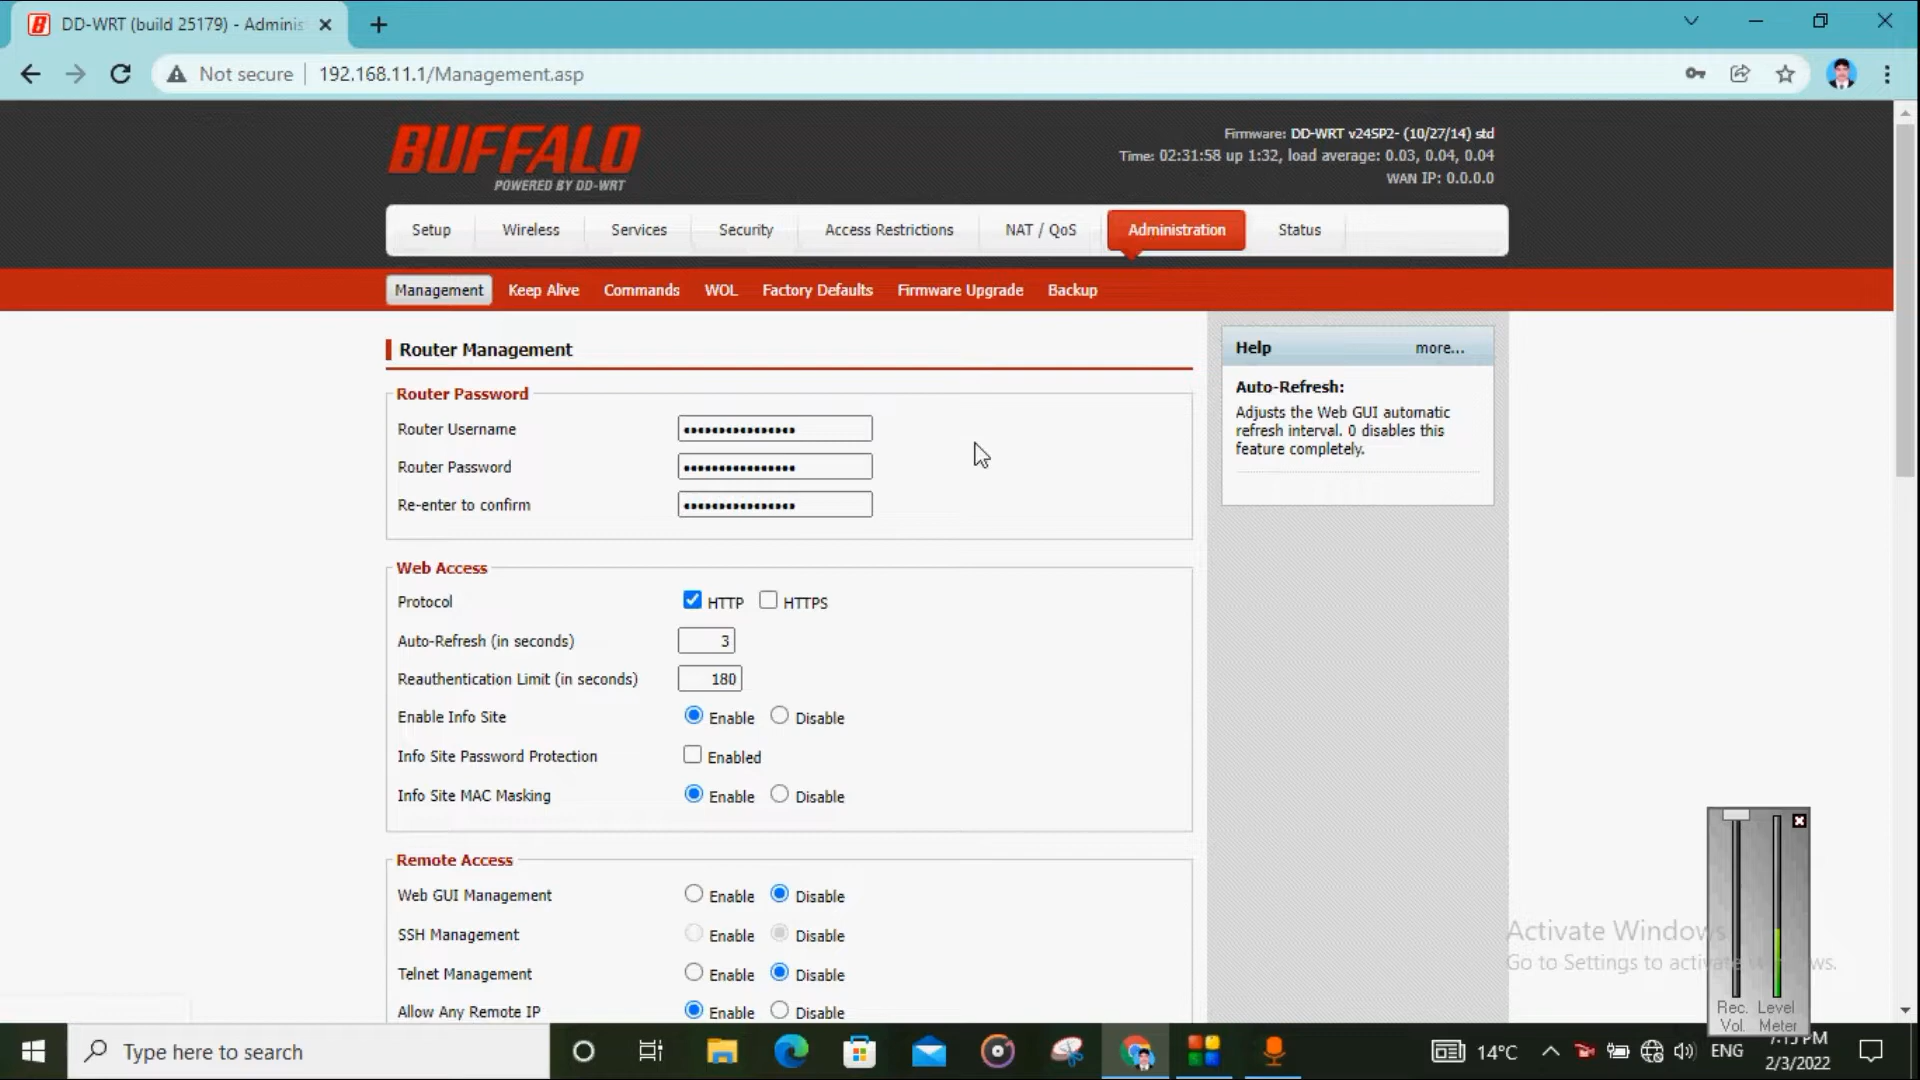 DD-WRT (build 25179) - Adminis
Not secure
192.168.11.1/Management.asp
BUFFALO
POWERED BY DD-WRT
Firmware: DD-WRT v24SP2- (10/27/14) std
Time: 02:31:58 up 1:32, load average: 0.03, 0.04, 0.04
WAN IP: 0.0.0.0
Setup Wireless Services Security Access Restrictions NAT / QoS Administration Status
Management Keep Alive Commands WOL Factory Defaults Firmware Upgrade Backup
Router Management
Router Password
Router Username
Router Password
Re-enter to confirm
Web Access
Protocol HTTP HTTPS
Auto-Refresh (in seconds) 3
Reauthentication Limit (in seconds) 180
Enable Info Site Enable Disable
Info Site Password Protection Enabled
Info Site MAC Masking Enable Disable
Remote Access
Web GUI Management Enable Disable
SSH Management Enable Disable
Telnet Management Enable Disable
Allow Any Remote IP Enable Disable
Help more...
Auto-Refresh:
Adjusts the Web GUI automatic
refresh interval. 0 disables this
feature completely.
Activate Windows
Go to Settings to activate
Rec. Level
Vol. Meter
Type here to search
14°C
ENG
2/3/2022